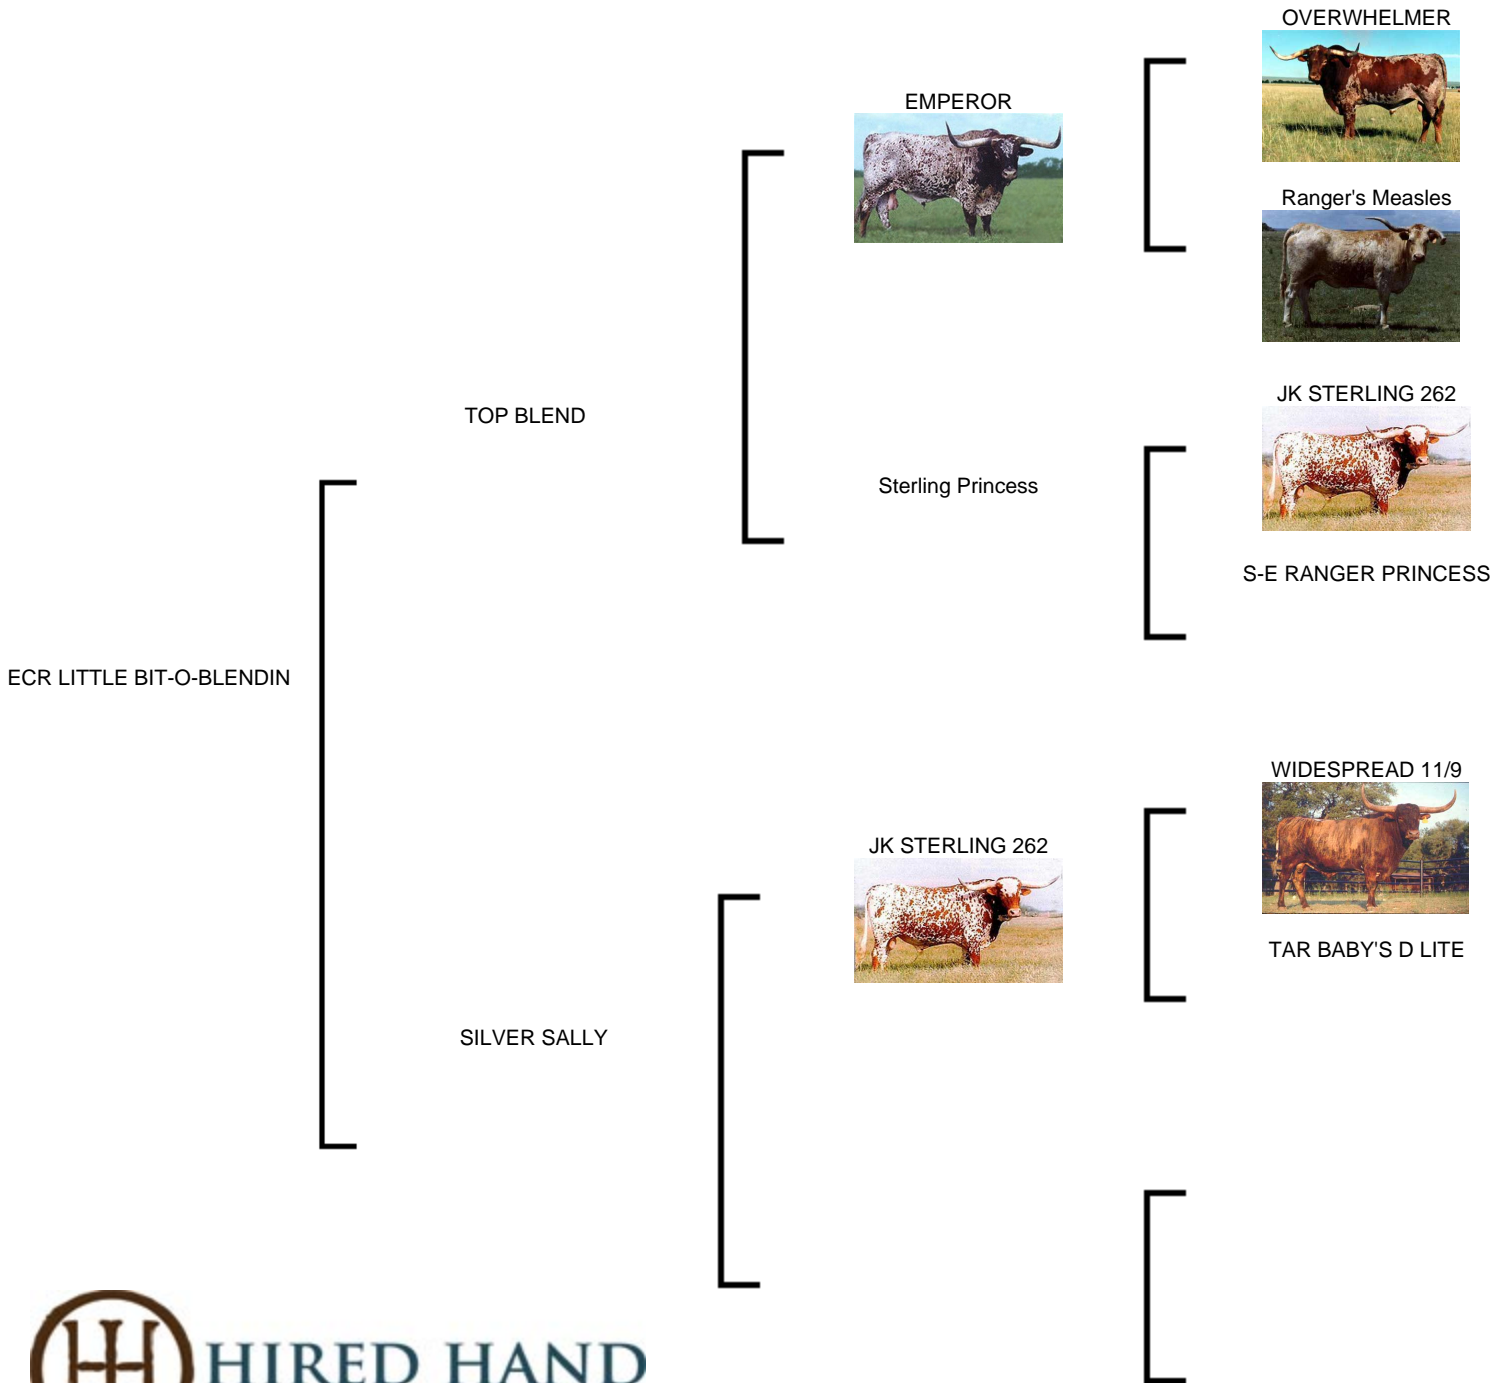 OVERWHELMER
EMPEROR
Ranger's Measles
JK STERLING 262
TOP BLEND
Sterling Princess
S-E RANGER PRINCESS
ECR LITTLE BIT-O-BLENDIN
WIDESPREAD 11/9
JK STERLING 262
TAR BABY'S D LITE
SILVER SALLY
HIRED HAND